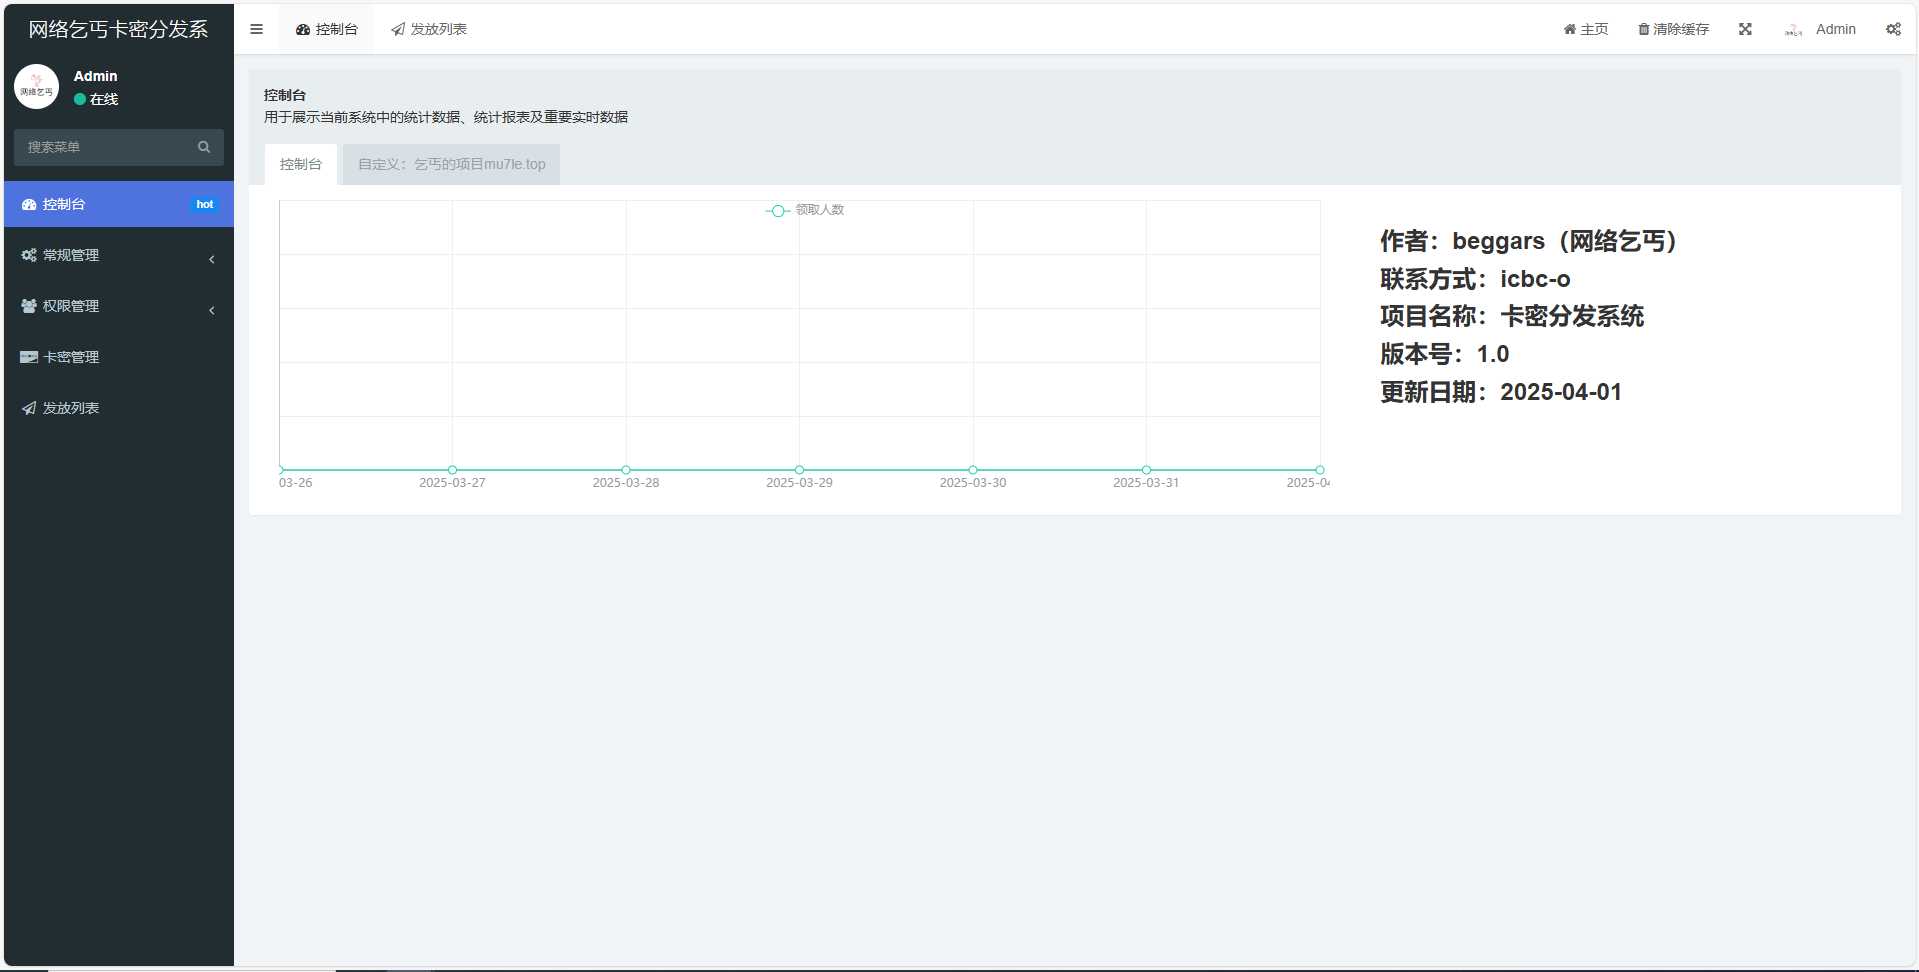 网络乞丐卡密分发系
控制台
发放列表
主页
清除缓存
Admin
网络乞丐
Admin
在线
搜索菜单
控制台
hot
常规管理
权限管理
卡密管理
发放列表
控制台
用于展示当前系统中的统计数据、统计报表及重要实时数据
控制台
自定义：乞丐的项目mu7le.top
领取人数
03-26
2025-03-27
2025-03-28
2025-03-29
2025-03-30
2025-03-31
2025-04
作者：beggars（网络乞丐）
联系方式：icbc-o
项目名称：卡密分发系统
版本号：1.0
更新日期：2025-04-01